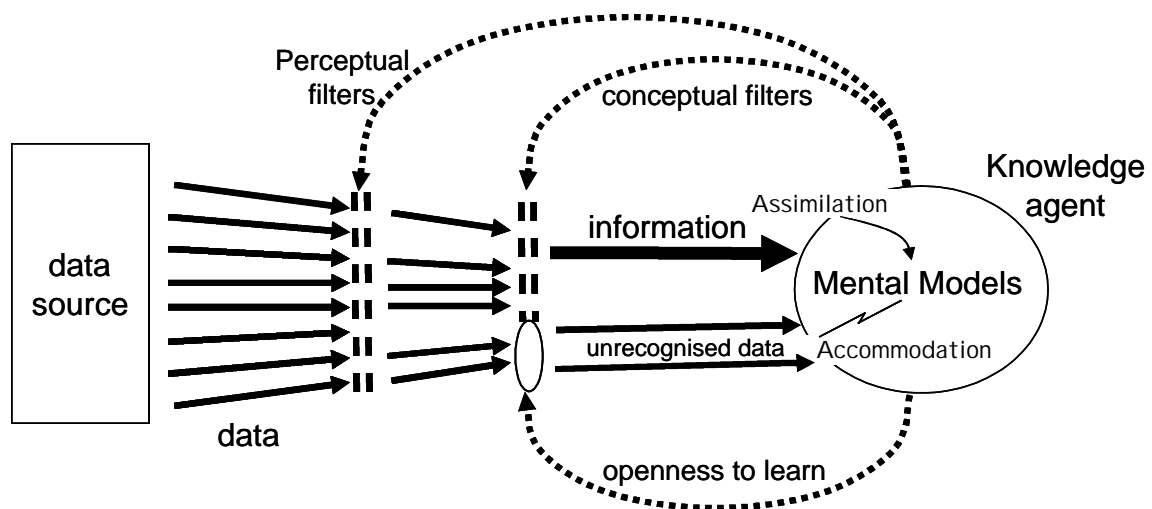 Perceptual
filters
conceptual filters
Knowledge
agent
data
source
Assimilation
information
Mental Models
unrecognised data
Accommodation
data
openness to learn